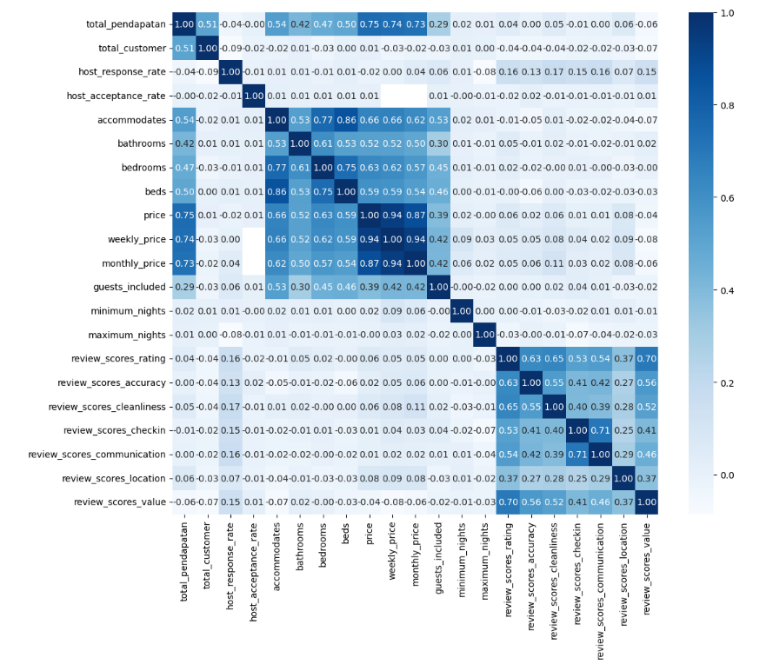 total_pendapatan 1.00 0.51 -0.04 -0.00 0.54 0.42 0.47 0.50 0.75 0.74 0.73 0.29 0.02 0.01 0.04 0.00 0.05 -0.01 0.00 0.06 -0.06
total_customer 0.51 1.00 -0.09 -0.02 -0.02 0.01 -0.03 0.00 0.01 -0.03 -0.02 -0.03 0.01 0.00 -0.04 -0.04 -0.04 -0.02 -0.02 -0.03 -0.07
host_response_rate -0.04 -0.09 1.00 -0.01 0.01 0.01 -0.01 0.01 -0.02 0.00 0.04 0.06 0.01 -0.08 0.16 0.13 0.17 0.15 0.16 0.07 0.15
host_acceptance_rate -0.00 -0.02 -0.01 1.00 0.01 0.01 0.01 0.01 0.01 0.01 -0.00 -0.01 -0.02 0.02 -0.01 -0.02 -0.02 -0.01 0.01
accommodates 0.54 -0.02 0.01 0.01 1.00 0.53 0.77 0.86 0.66 0.66 0.62 0.53 0.02 -0.01 -0.01 -0.05 0.01 -0.02 -0.02 -0.04 -0.07
bathrooms 0.42 0.01 0.01 0.01 0.53 1.00 0.61 0.53 0.52 0.52 0.50 0.30 0.01 -0.01 0.05 -0.01 0.02 -0.01 -0.02 -0.01 0.02
bedrooms 0.47 -0.03 -0.01 0.01 0.77 0.61 1.00 0.75 0.63 0.62 0.57 0.45 0.01 -0.01 0.02 -0.02 -0.00 0.01 -0.00 -0.03 -0.00
beds 0.50 0.00 0.01 0.01 0.86 0.53 0.75 1.00 0.59 0.59 0.54 0.46 0.00 -0.01 -0.00 -0.06 0.00 -0.03 -0.02 -0.03 -0.03
price 0.75 0.01 -0.02 0.01 0.66 0.52 0.63 0.59 1.00 0.94 0.87 0.39 0.02 -0.00 0.06 0.02 0.06 0.01 0.01 0.08 -0.04
weekly_price 0.74 -0.03 0.00 0.66 0.52 0.62 0.59 0.94 1.00 0.94 0.42 0.09 0.03 0.05 0.05 0.08 0.04 0.02 0.09 -0.08
monthly_price 0.73 -0.02 0.04 0.62 0.50 0.57 0.54 0.87 0.94 1.00 0.42 0.06 0.02 0.05 0.06 0.11 0.03 0.02 0.08 -0.06
guests_included 0.29 -0.03 0.06 0.01 0.53 0.30 0.45 0.46 0.39 0.42 0.42 1.00 -0.00 -0.02 0.00 0.00 0.02 0.04 0.01 -0.03 -0.02
minimum_nights 0.02 0.01 0.01 -0.00 0.02 0.01 0.01 0.00 0.02 0.09 0.06 -0.00 1.00 0.00 0.00 -0.01 -0.03 -0.02 0.01 0.01 -0.01
maximum_nights 0.01 0.00 -0.08 -0.01 -0.01 -0.01 -0.01 -0.01 -0.00 0.03 0.02 -0.02 0.00 1.00 -0.03 -0.00 -0.01 -0.07 -0.04 -0.02 -0.03
review_scores_rating 0.04 -0.04 0.16 -0.02 -0.01 0.05 0.02 -0.00 0.06 0.05 0.05 0.00 0.00 -0.03 1.00 0.63 0.65 0.53 0.54 0.37 0.70
review_scores_accuracy 0.00 -0.04 0.13 0.02 -0.05 -0.01 -0.02 -0.06 0.02 0.05 0.06 0.00 -0.01 -0.00 0.63 1.00 0.55 0.41 0.42 0.27 0.56
review_scores_cleanliness 0.05 -0.04 0.17 -0.01 0.01 0.02 -0.00 0.00 0.06 0.08 0.11 0.02 -0.03 -0.01 0.65 0.55 1.00 0.40 0.39 0.28 0.52
review_scores_checkin -0.01 -0.02 0.15 -0.02 -0.02 -0.01 0.01 -0.03 0.01 0.04 0.03 0.04 -0.02 -0.07 0.53 0.41 0.40 1.00 0.71 0.25 0.41
review_scores_communication 0.00 -0.02 0.16 -0.02 -0.02 -0.02 -0.00 -0.02 0.01 0.02 0.02 0.01 0.01 -0.04 0.54 0.42 0.39 0.71 1.00 0.29 0.46
review_scores_location 0.06 -0.03 0.07 -0.01 -0.04 -0.01 -0.03 -0.03 0.08 0.09 0.08 -0.03 0.01 -0.02 0.37 0.27 0.28 0.25 0.29 1.00 0.37
review_scores_value -0.06 -0.07 0.15 0.01 -0.07 0.02 -0.00 -0.03 -0.04 -0.08 -0.06 -0.02 -0.01 -0.03 0.70 0.56 0.52 0.41 0.46 0.37 1.00
total_pendapatan
total_customer
host_response_rate
host_acceptance_rate
accommodates
bathrooms
bedrooms
beds
price
weekly_price
monthly_price
guests_included
minimum_nights
maximum_nights
review_scores_rating
review_scores_accuracy
review_scores_cleanliness
review_scores_checkin
review_scores_communication
review_scores_location
review_scores_value
1.0
0.8
0.6
0.4
0.2
0.0